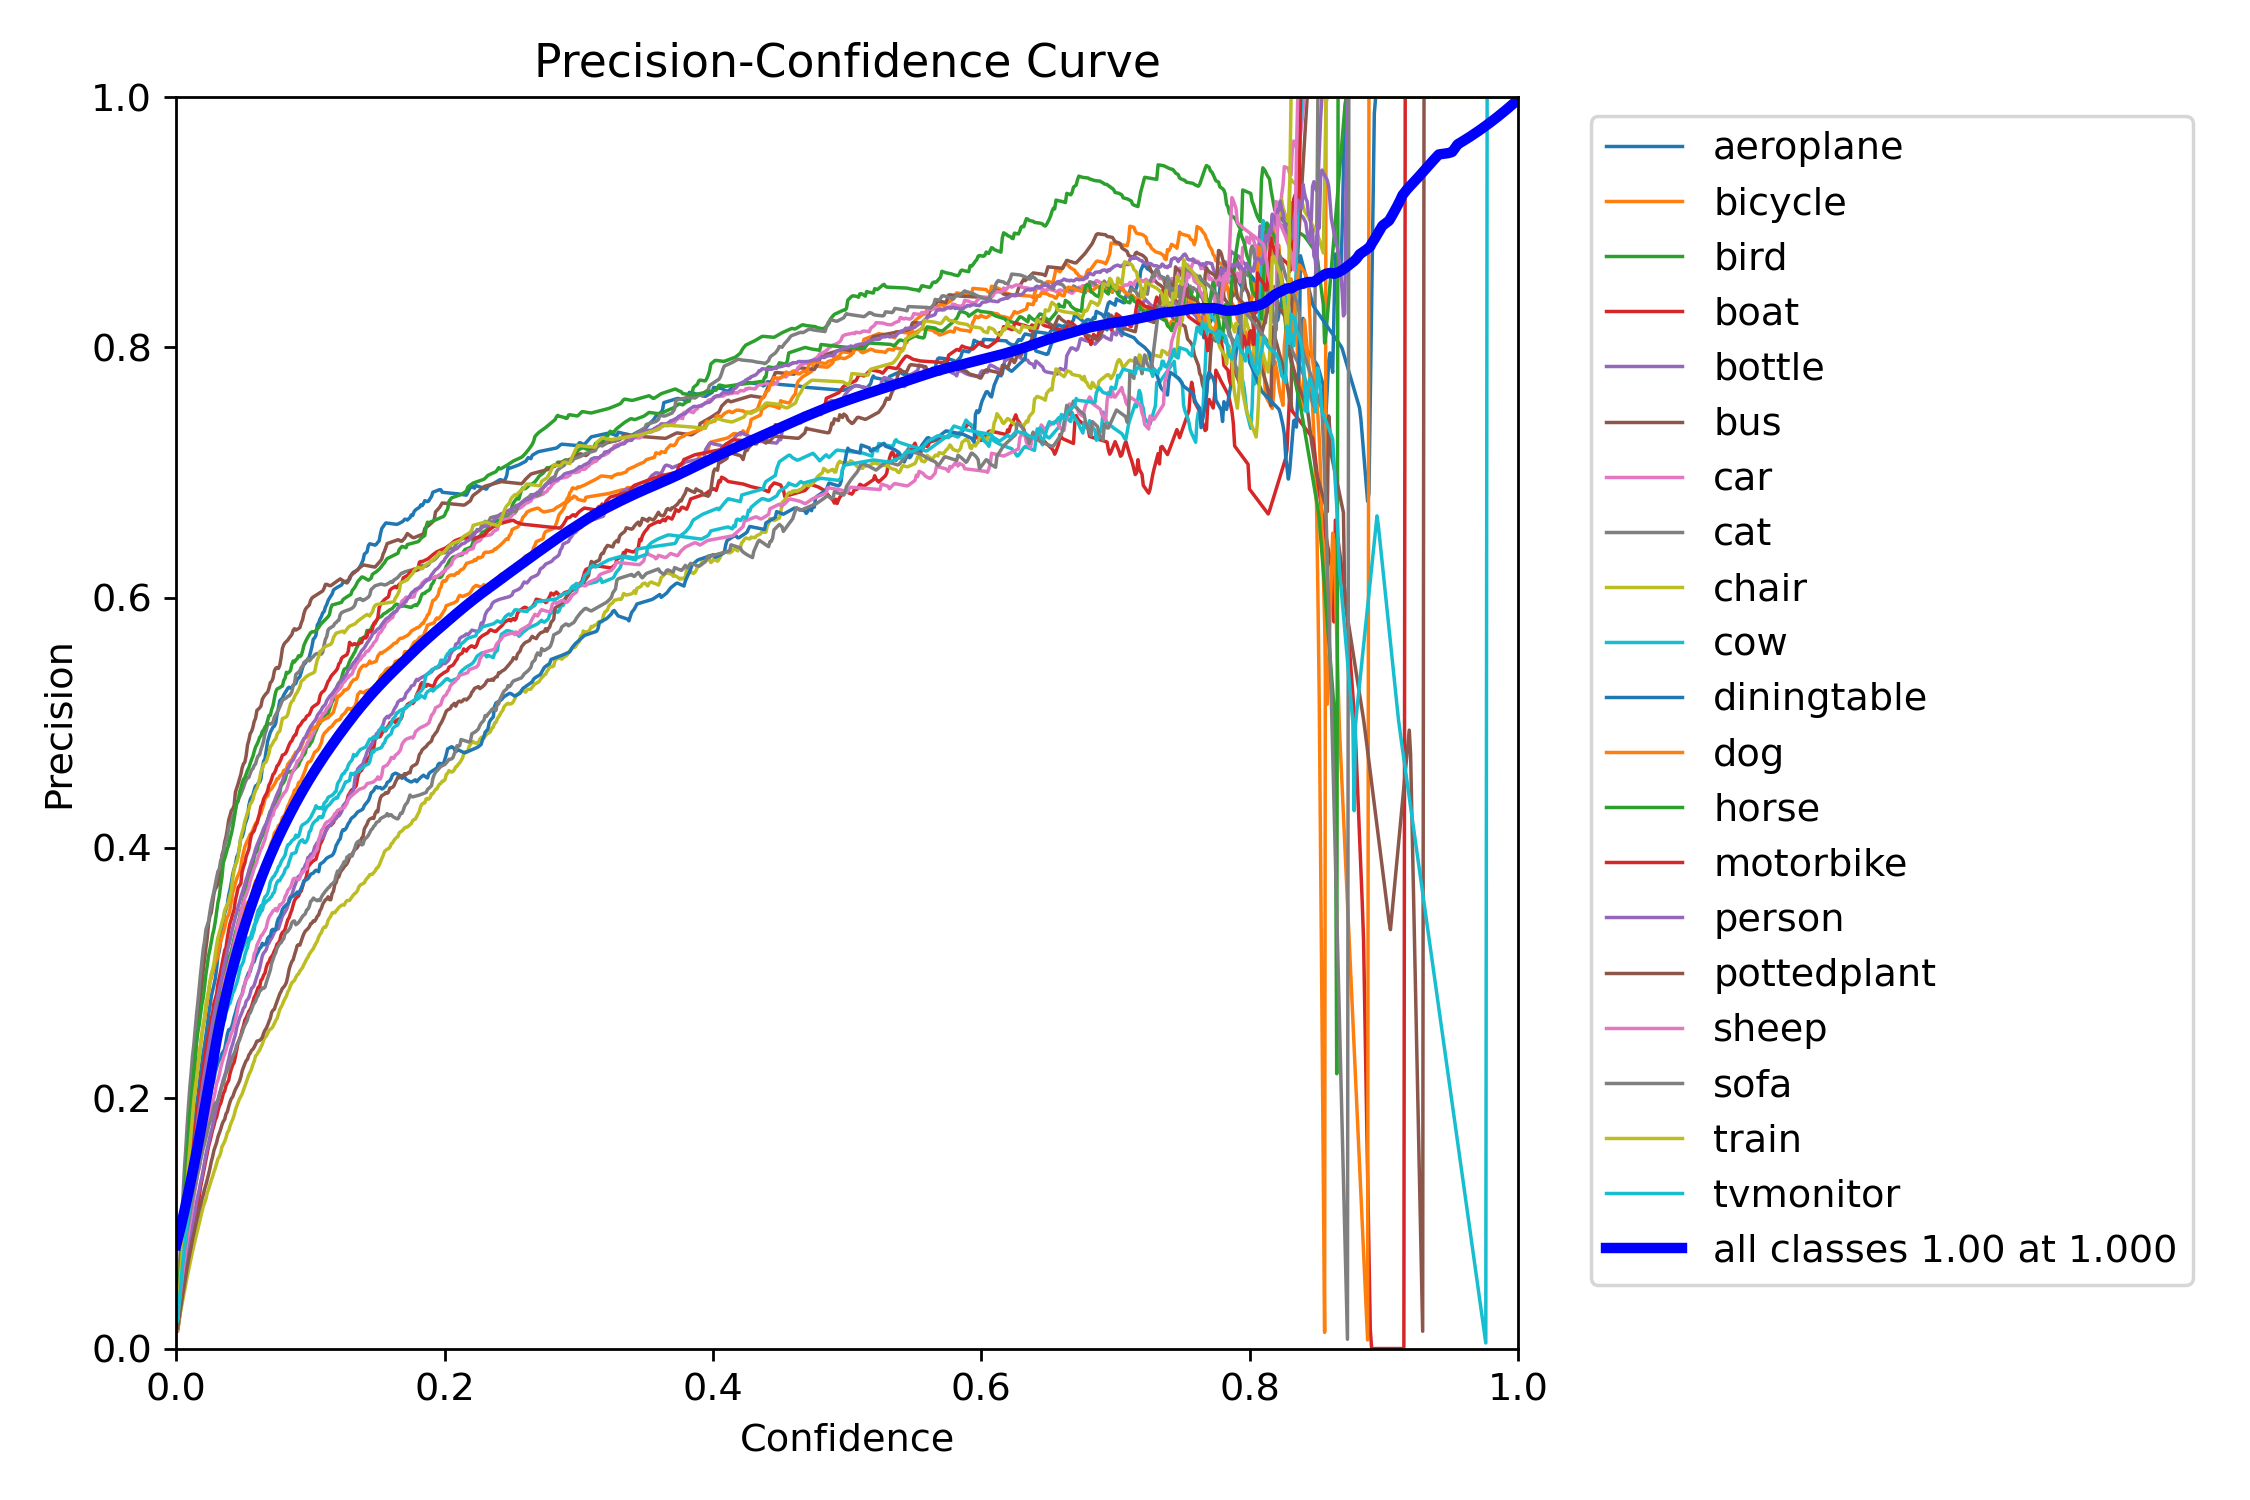 Precision-Confidence Curve
1.0
0.8
0.6
0.4
0.2
0.0
Precision
0.0 0.2 0.4 0.6 0.8 1.0
Confidence
aeroplane
bicycle
bird
boat
bottle
bus
car
cat
chair
cow
diningtable
dog
horse
motorbike
person
pottedplant
sheep
sofa
train
tvmonitor
all classes 1.00 at 1.000